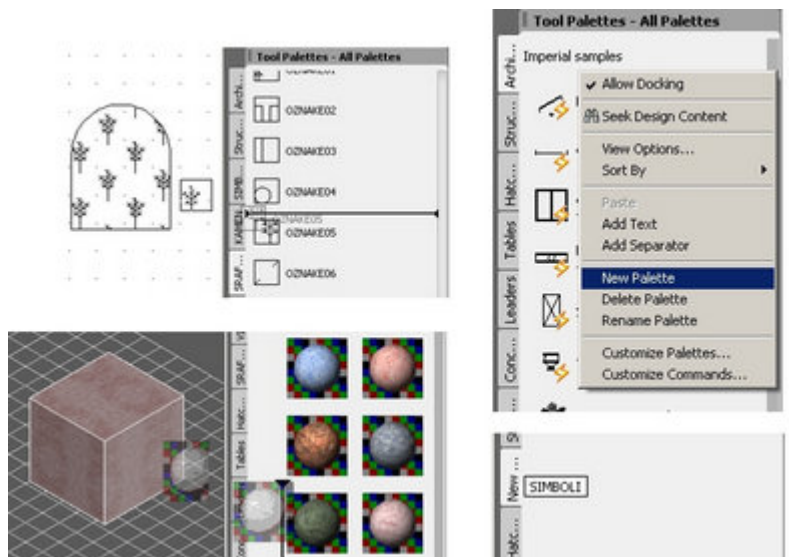 Tool Palettes - All Palettes
Archi...
Struc...
SIMB...
KAMEN...
SRAF...
OZNAKE02
OZNAKE03
OZNAKE04
OZNAKE05
OZNAKE05
OZNAKE06
Tool Palettes - All Palettes
Imperial samples
Archi...
Struc...
Hatc...
Tables
Leaders
Conc...
Allow Docking
Seek Design Content
View Options...
Sort By
Paste
Add Text
Add Separator
New Palette
Delete Palette
Rename Palette
Customize Palettes...
Customize Commands...
SRAF...
Hatc...
Tables
New ...
Hatc...
SIMBOLI